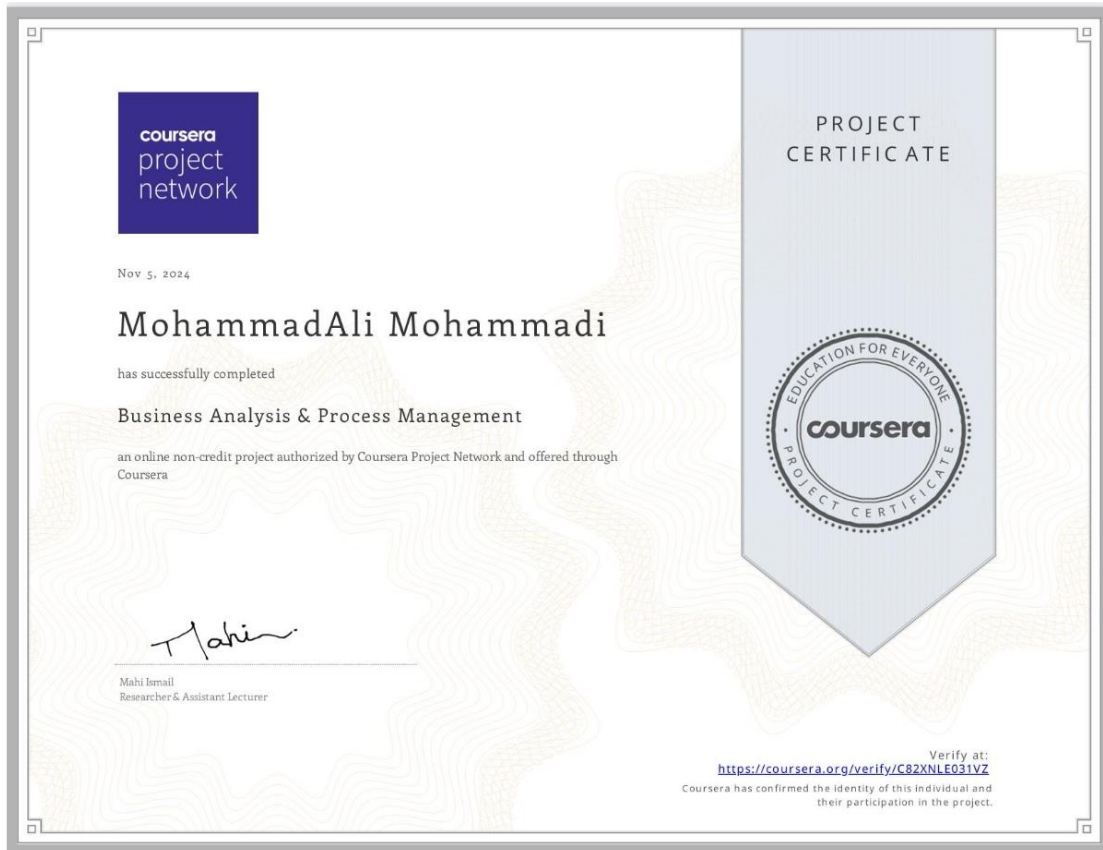 coursera
project
network
PROJECT
CERTIFICATE
Nov 5, 2024
MohammadAli Mohammadi
has successfully completed
Business Analysis & Process Management
an online non-credit project authorized by Coursera Project Network and offered through
Coursera
EDUCATION FOR EVERYONE
coursera
PROJECT CERTIFICATE
Mahi
Mahi Ismail
Researcher & Assistant Lecturer
Verify at:
https://coursera.org/verify/C82XNLE031VZ
Coursera has confirmed the identity of this individual and
their participation in the project.